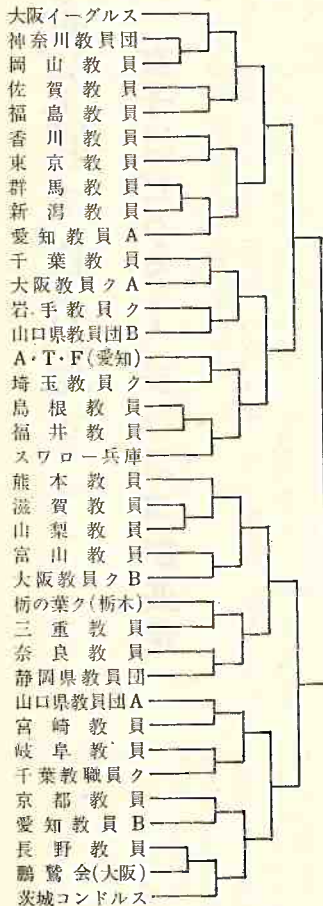 大阪イーグルス
神奈川教員団
岡山教員
佐賀教員
福島教員
香川教員
東京教員
群馬教員
新潟教員
愛知教員A
千葉教員
大阪教員クA
岩手教員ク
山口県教員団B
A・T・F(愛知)
埼玉教員ク
島根教員
福井教員
スワロー兵庫
熊本教員
滋賀教員
山梨教員
富山教員
大阪教員クB
栃の葉ク(栃木)
三重教員
奈良教員
静岡県教員団
山口県教員団A
宮崎教員
岐阜教員
千葉教職員ク
京都教員
愛知教員B
長野教員
鵬鷲会(大阪)
茨城コンドルス